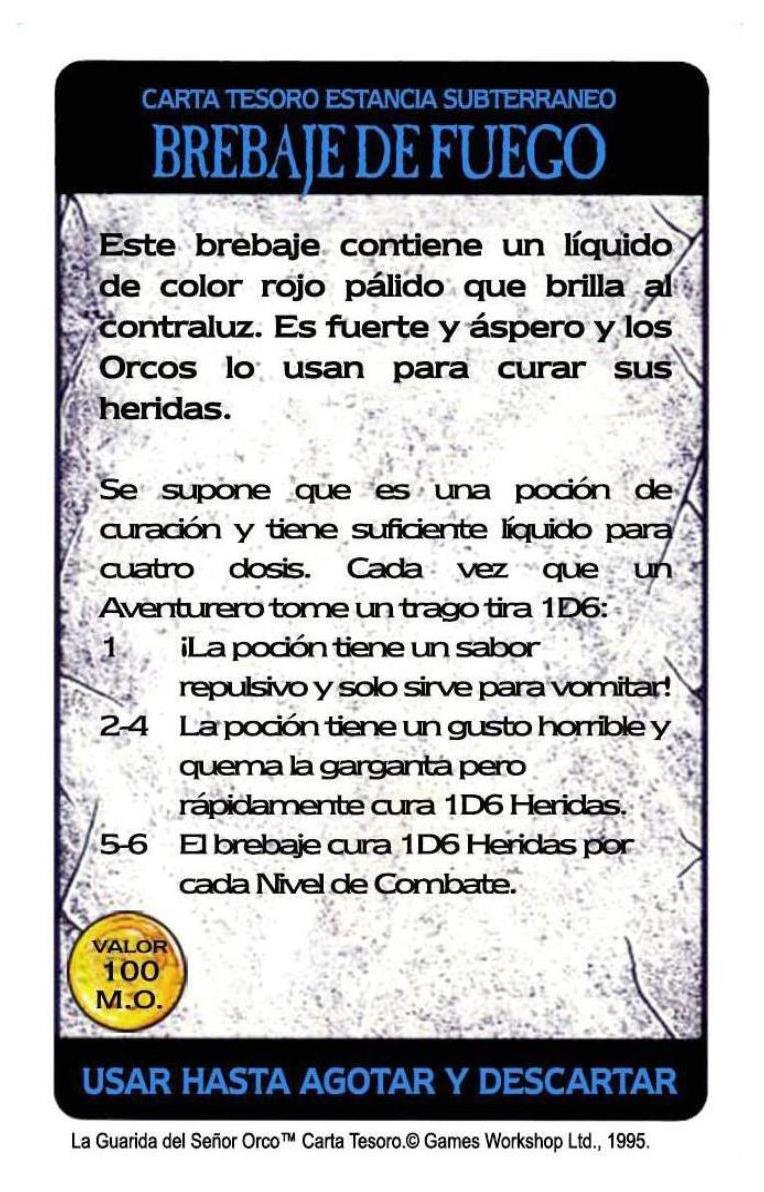 CARTA TESORO ESTANCIA SUBTERRANEO
BREBAJE DE FUEGO
Este brebaje contiene un líquido
de color rojo pálido que brilla al
contraluz. Es fuerte y áspero y los
Orcos lo usan para curar sus
heridas.
Se supone que es una poción de
curación y tiene suficiente líquido para
cuatro dosis. Cada vez que un
Aventurero tome un trago tira 1D6:
1 ¡La poción tiene un sabor
repulsivo y solo sirve para vomitar!
2-4 La poción tiene un gusto horrible y
quema la garganta pero
rápidamente cura 1D6 Heridas.
5-6 El brebaje cura 1D6 Heridas por
cada Nivel de Combate.
VALOR
100
M.O.
USAR HASTA AGOTAR Y DESCARTAR
La Guarida del Señor Orco™ Carta Tesoro.© Games Workshop Ltd., 1995.